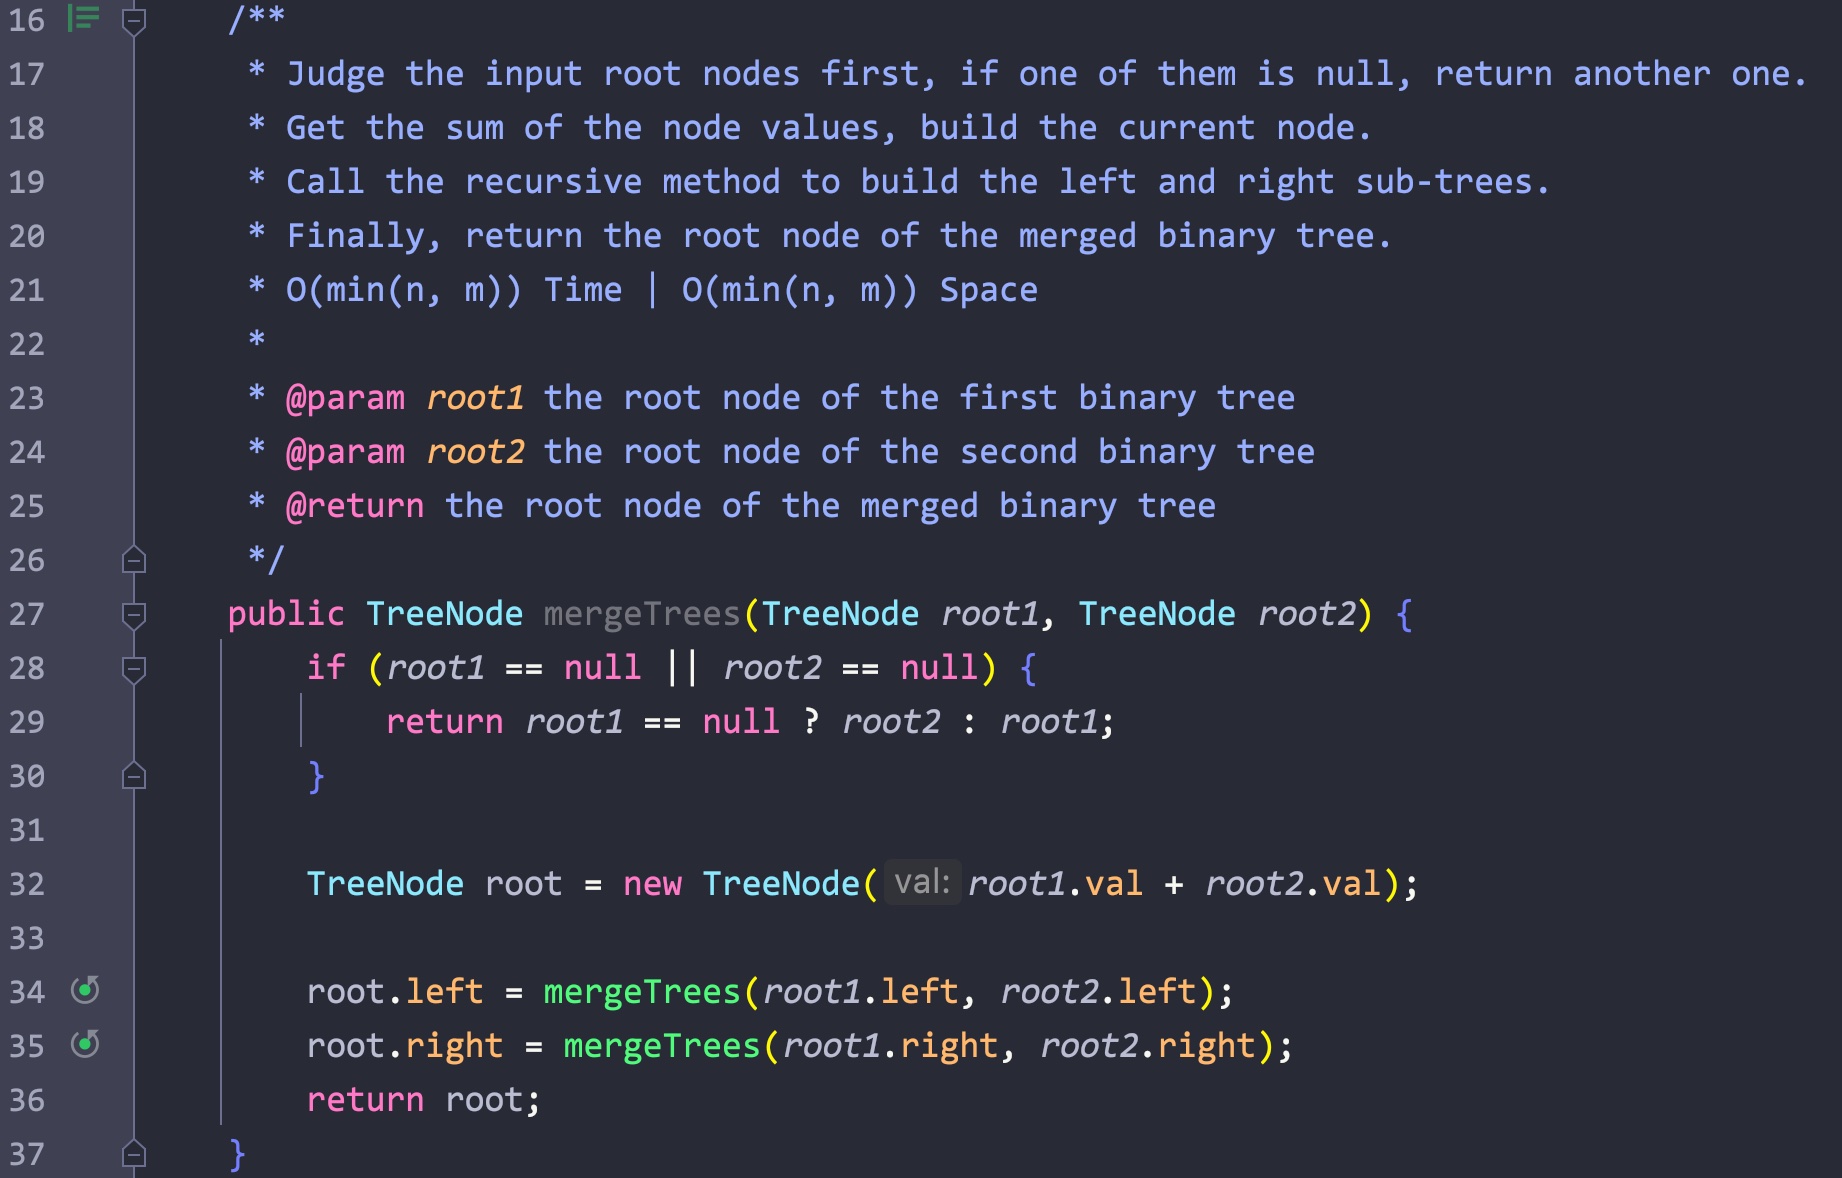 16 /**
17 * Judge the input root nodes first, if one of them is null, return another one.
18 * Get the sum of the node values, build the current node.
19 * Call the recursive method to build the left and right sub-trees.
20 * Finally, return the root node of the merged binary tree.
21 * O(min(n, m)) Time | O(min(n, m)) Space
22 *
23 * @param root1 the root node of the first binary tree
24 * @param root2 the root node of the second binary tree
25 * @return the root node of the merged binary tree
26 */
27 public TreeNode mergeTrees(TreeNode root1, TreeNode root2) {
28 if (root1 == null || root2 == null) {
29 return root1 == null ? root2 : root1;
30 }
31
32 TreeNode root = new TreeNode( val: root1.val + root2.val);
33
34 root.left = mergeTrees(root1.left, root2.left);
35 root.right = mergeTrees(root1.right, root2.right);
36 return root;
37 }